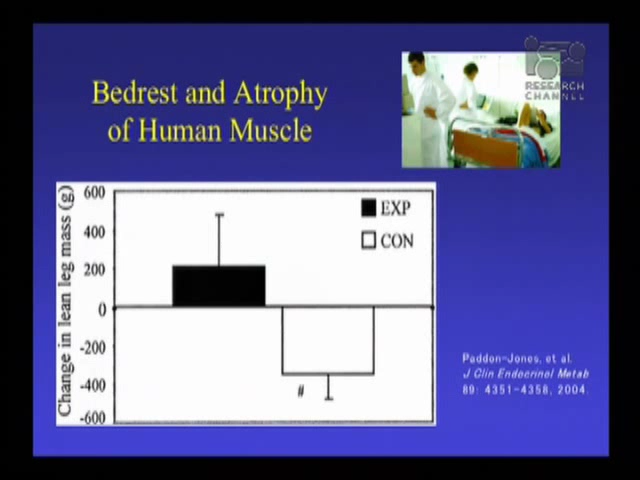 RESEARCH
CHANNEL
Bedrest and Atrophy
of Human Muscle
Change in lean leg mass (g)
600
400
200
0
-200
-400
-600
EXP
CON
#
Paddon-Jones, et al.
J Clin Endocrinol Metab
89: 4351-4358, 2004.